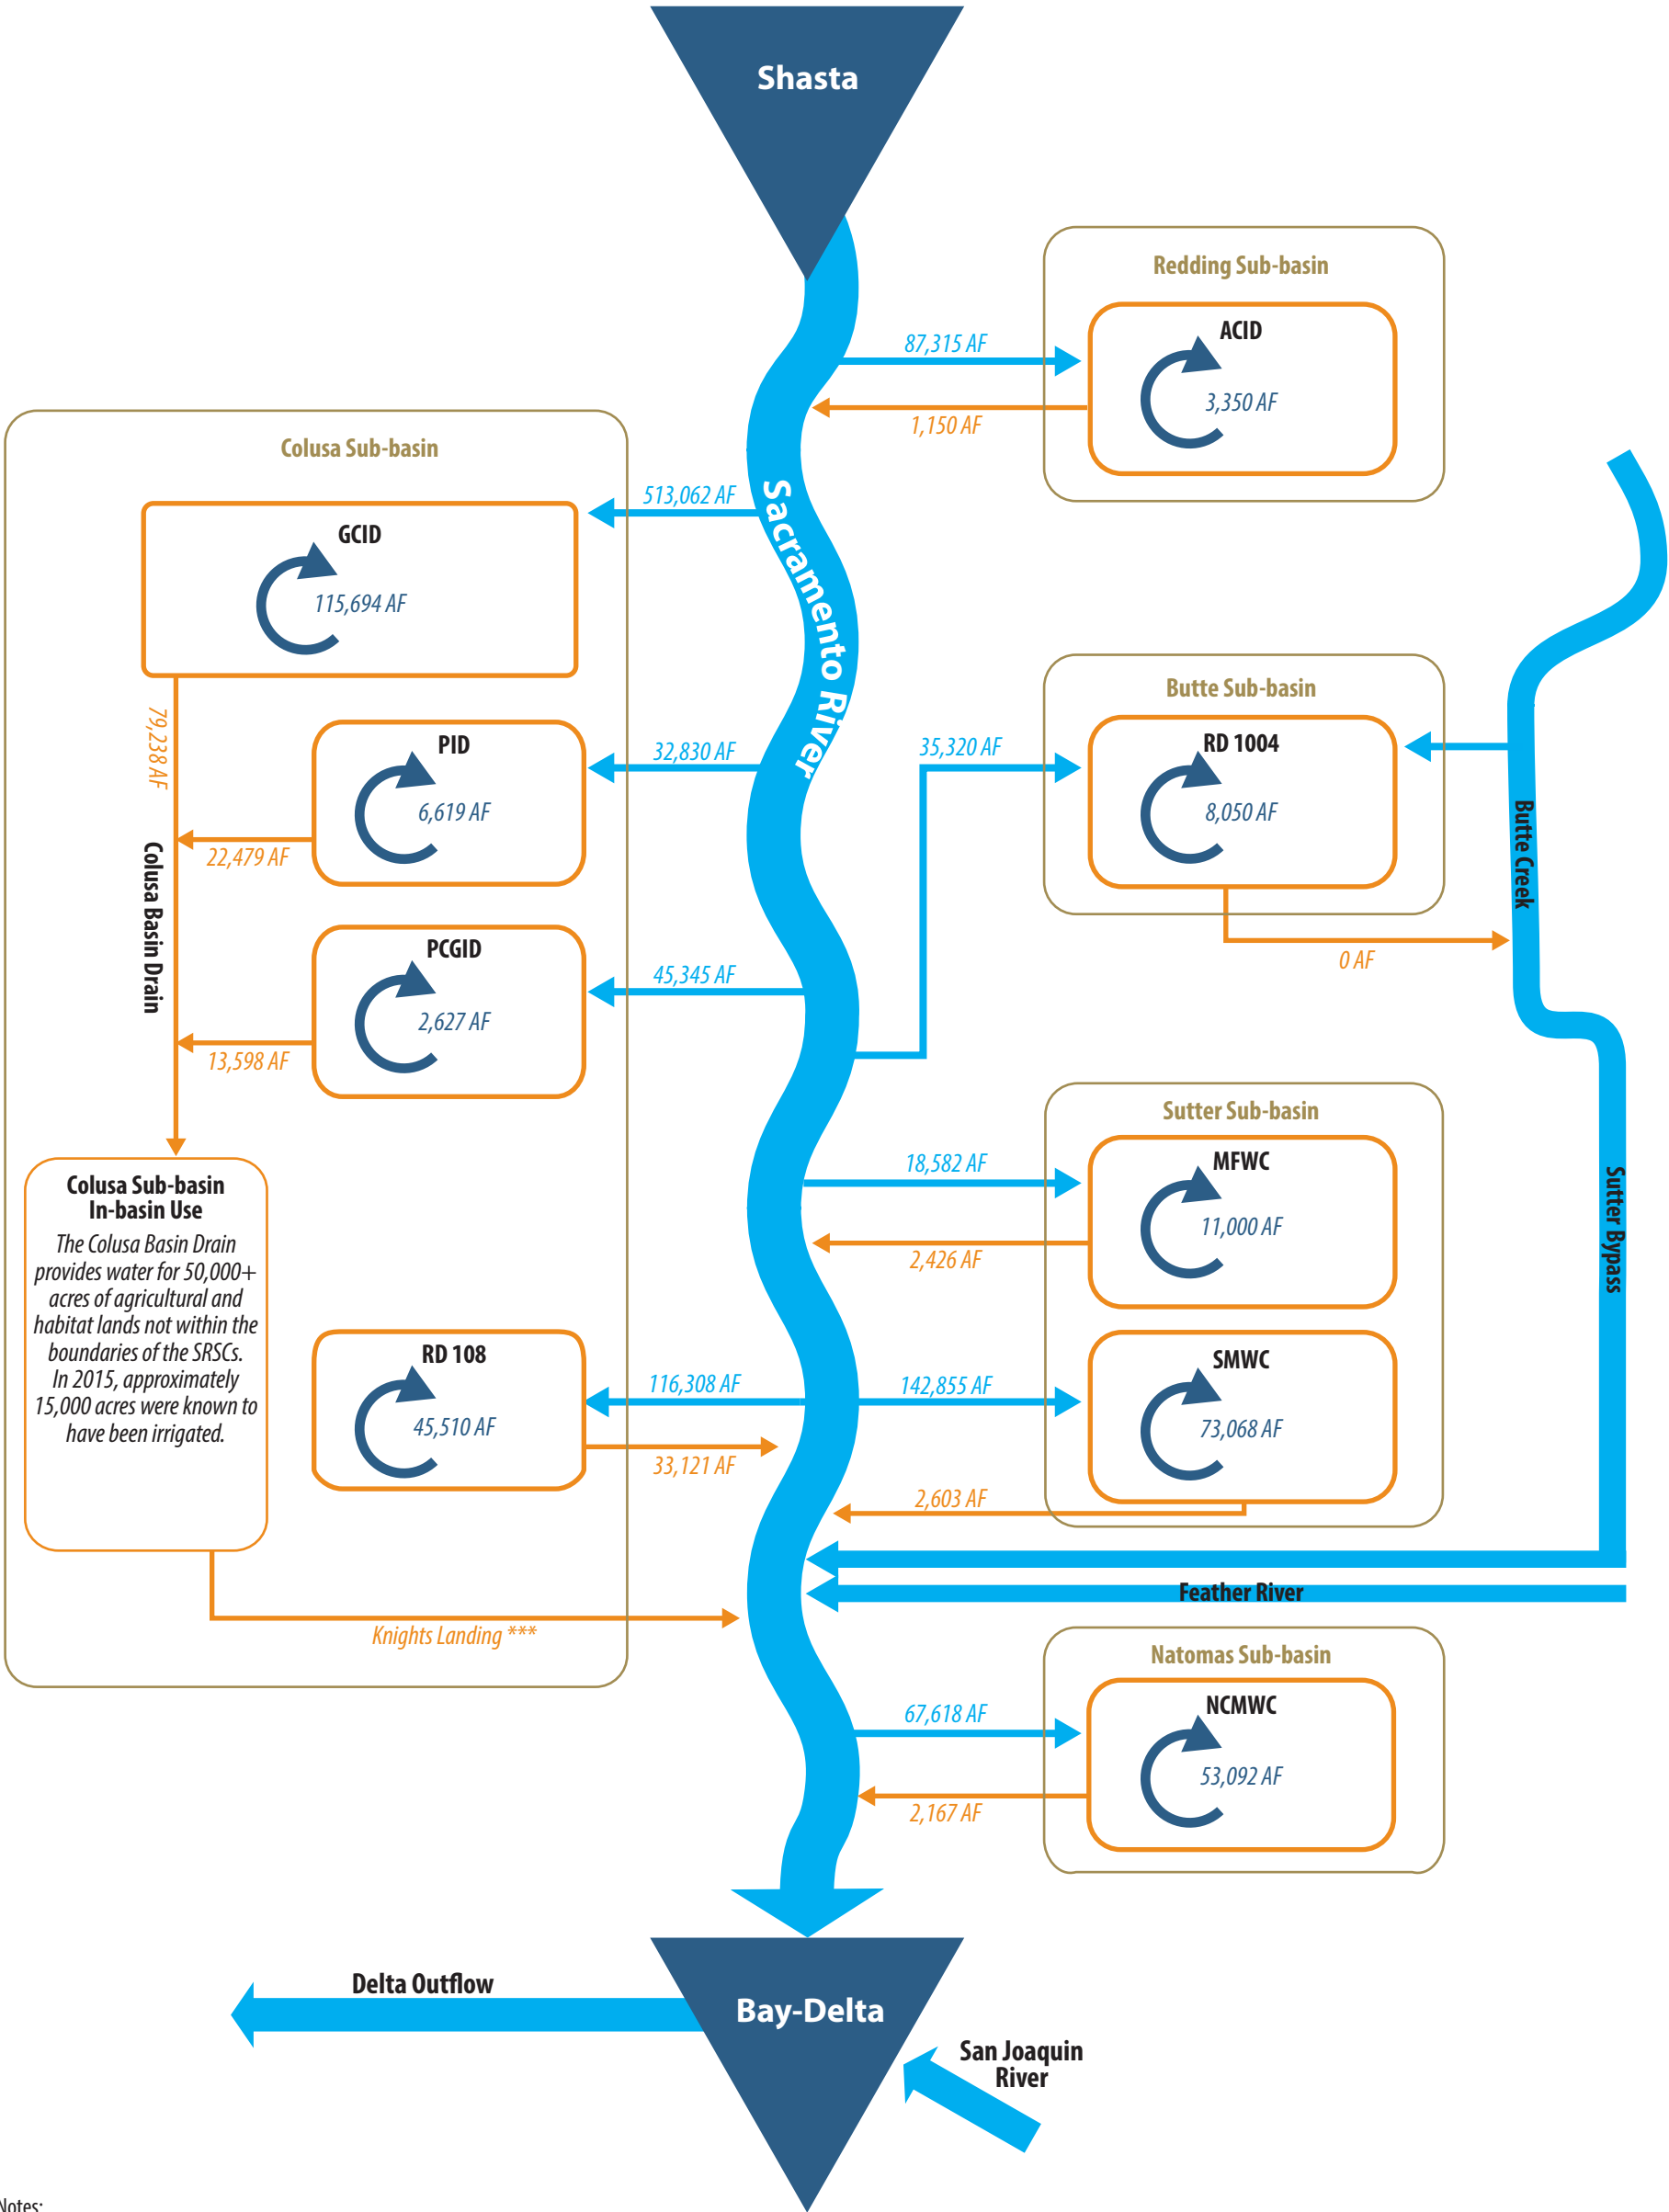 Shasta
Redding Sub-basin
ACID
87,315 AF
3,350 AF
1,150 AF
Colusa Sub-basin
513,062 AF
GCID
115,694 AF
Sacramento River
79,238 AF
Butte Sub-basin
PID
32,830 AF
35,320 AF
RD 1004
6,619 AF
8,050 AF
22,479 AF
Butte Creek
Colusa Basin Drain
PCGID
45,345 AF
0 AF
2,627 AF
13,598 AF
Sutter Sub-basin
18,582 AF
MFWC
11,000 AF
2,426 AF
Sutter Bypass
Colusa Sub-basin
In-basin Use
The Colusa Basin Drain
provides water for 50,000+
acres of agricultural and
habitat lands not within the
boundaries of the SRSCs.
In 2015, approximately
15,000 acres were known to
have been irrigated.
RD 108
116,308 AF
142,855 AF
SMWC
45,510 AF
73,068 AF
33,121 AF
2,603 AF
Feather River
Knights Landing ***
Natomas Sub-basin
67,618 AF
NCMWC
53,092 AF
2,167 AF
Delta Outflow
Bay-Delta
San Joaquin
River
Notes: